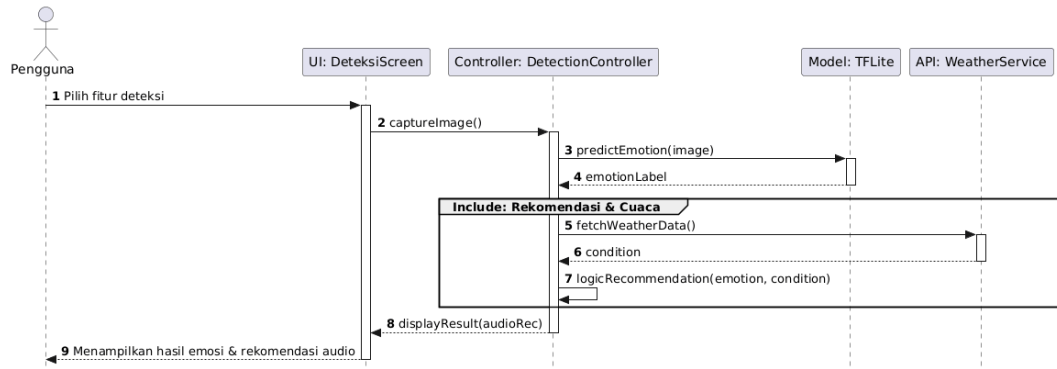 Pengguna
UI: DeteksiScreen
Controller: DetectionController
Model: TFLite
API: WeatherService
1 Pilih fitur deteksi
2 captureImage()
3 predictEmotion(image)
4 emotionLabel
Include: Rekomendasi & Cuaca
5 fetchWeatherData()
6 condition
7 logicRecommendation(emotion, condition)
8 displayResult(audioRec)
9 Menampilkan hasil emosi & rekomendasi audio